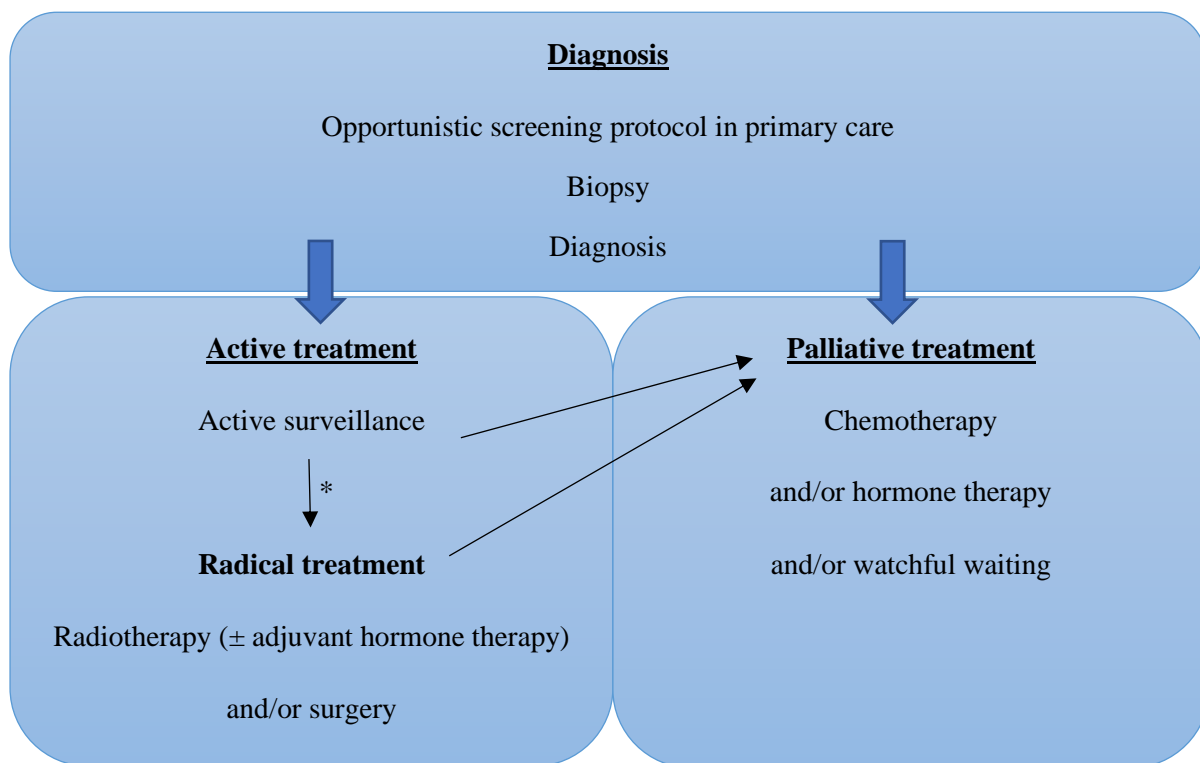 Diagnosis
Opportunistic screening protocol in primary care
Biopsy
Diagnosis
Active treatment
Active surveillance
*
Radical treatment
Radiotherapy (± adjuvant hormone therapy)
and/or surgery
Palliative treatment
Chemotherapy
and/or hormone therapy
and/or watchful waiting